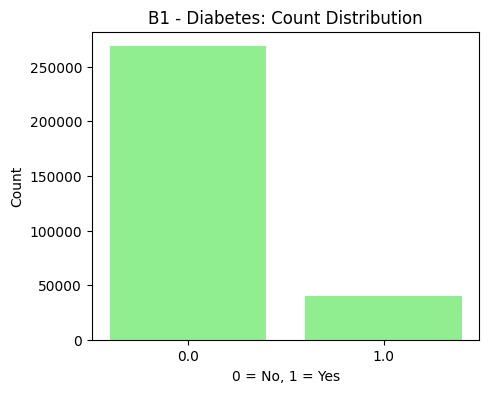 B1 - Diabetes: Count Distribution
250000
200000
150000
100000
50000
0
Count
0.0 1.0
0 = No, 1 = Yes